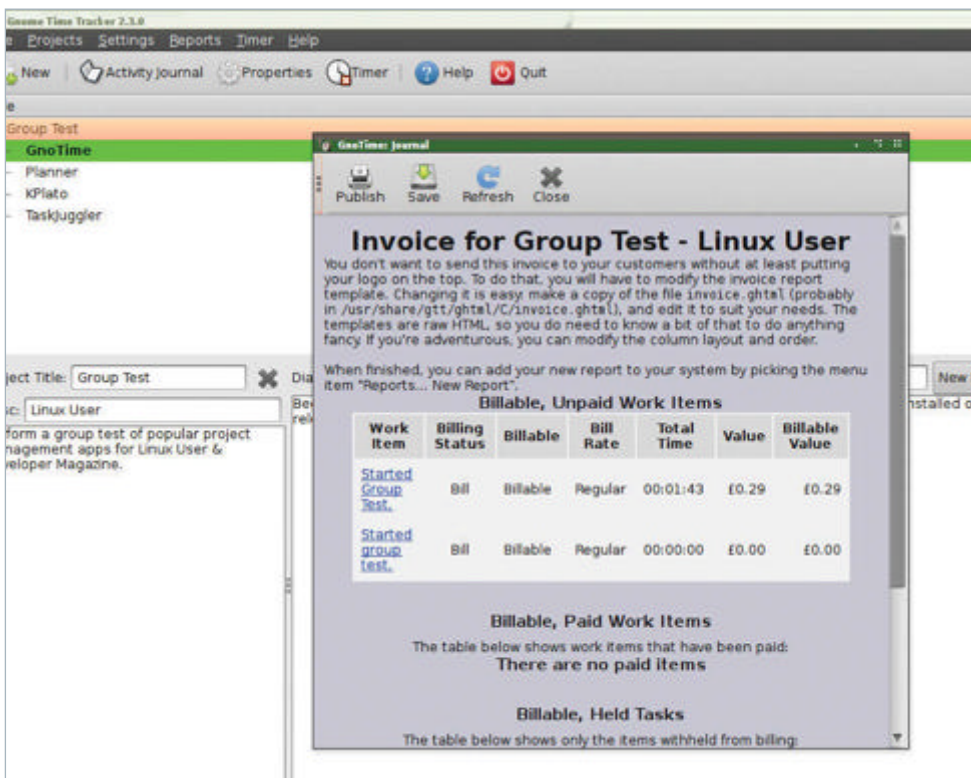 Gnome Time Tracker 2.3.0
Projects Settings Reports Timer Help
New Activity Journal Properties Timer Help Quit
Group Test
GnoTime
Planner
KPlato
TaskJuggler
GnoTime: Journal
Publish Save Refresh Close
Invoice for Group Test - Linux User
You don't want to send this invoice to your customers without at least putting
your logo on the top. To do that, you will have to modify the invoice report
template. Changing it is easy: make a copy of the file invoice.ghtml (probably
in /usr/share/gtt/ghtml/C/invoice.ghtml), and edit it to suit your needs. The
templates are raw HTML, so you do need to know a bit of that to do anything
fancy. If you're adventurous, you can modify the column layout and order.
When finished, you can add your new report to your system by picking the menu
item "Reports... New Report".
Billable, Unpaid Work Items
Work Item Billing Status Billable Bill Rate Total Time Value Billable Value
Started Group Test. Bill Billable Regular 00:01:43 £0.29 £0.29
Started group test. Bill Billable Regular 00:00:00 £0.00 £0.00
Billable, Paid Work Items
The table below shows work items that have been paid:
There are no paid items
Billable, Held Tasks
The table below shows only the items withheld from billing:
ject Title: Group Test
Dia
New
sc: Linux User
Be
nstalled o
rel
form a group test of popular project
nagement apps for Linux User &
veloper Magazine.